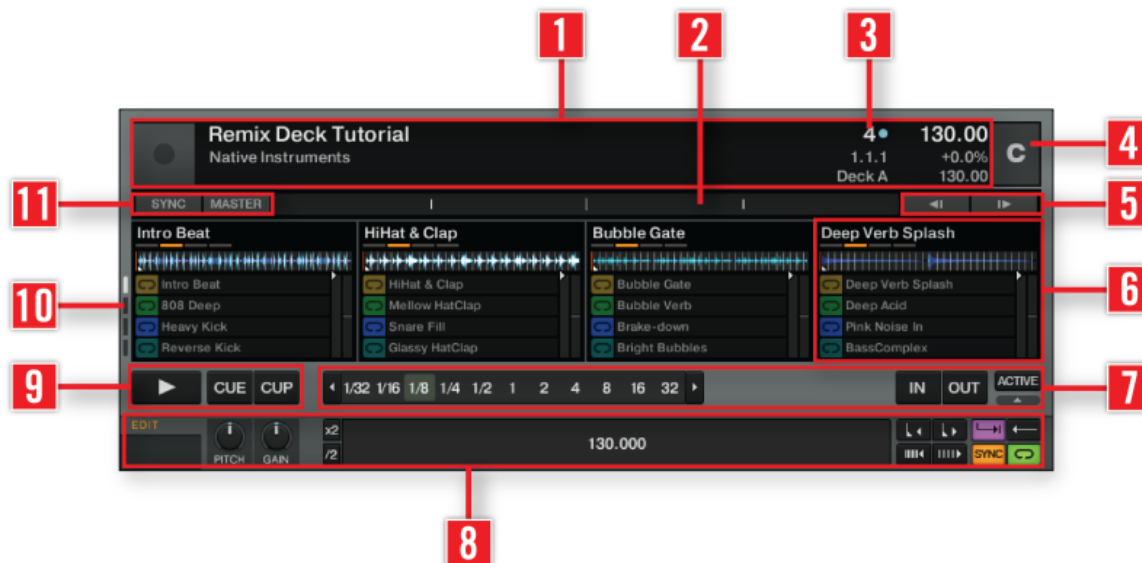 1 2 3
Remix Deck Tutorial 4 130.00
Native Instruments 1.1.1 +0.0% C 4
Deck A 130.00
11 SYNC MASTER 5
Intro Beat HiHat & Clap Bubble Gate Deep Verb Splash
Intro Beat HiHat & Clap Bubble Gate Deep Verb Splash 6
10 808 Deep Mellow HatClap Bubble Verb Deep Acid
Heavy Kick Snare Fill Brake-down Pink Noise In
Reverse Kick Glassy HatClap Bright Bubbles BassComplex
9 CUE CUP 1/32 1/16 1/8 1/4 1/2 1 2 4 8 16 32 IN OUT ACTIVE 7
EDIT x2
130.000
PITCH GAIN /2 SYNC
8